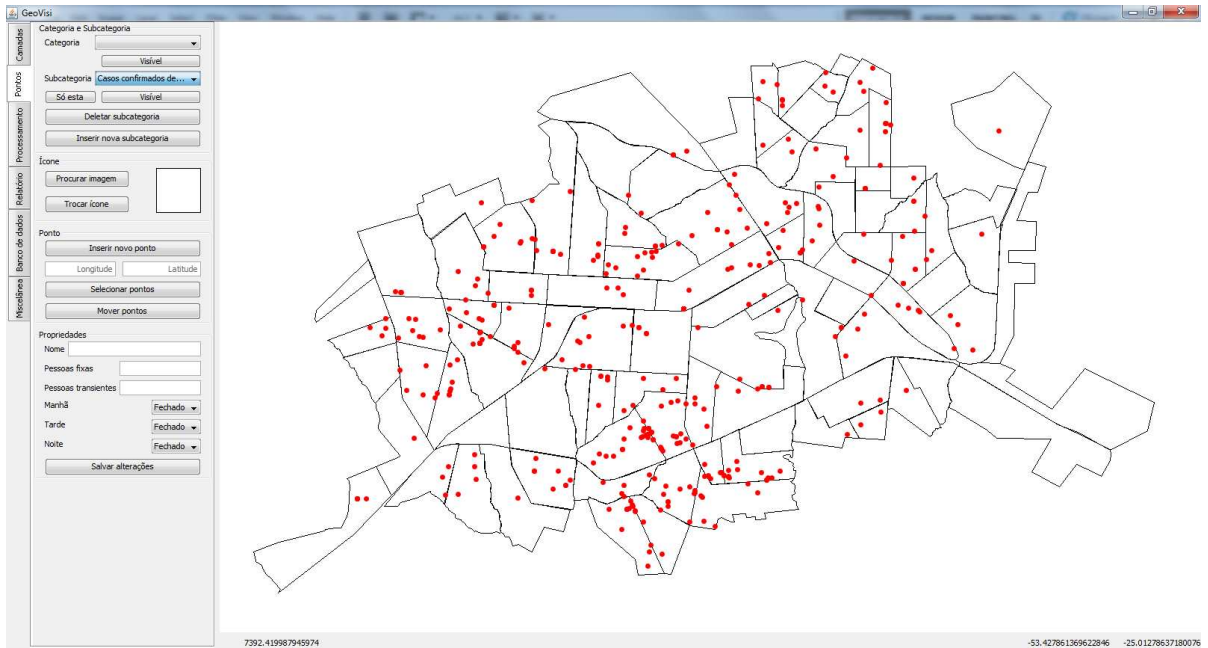 GeoVisi
Camadas
Pontos
Processamento
Relatório
Banco de dados
Miscelânea
Categoria e Subcategoria
Categoria
Visível
Subcategoria Casos confirmados de...
Só esta Visível
Deletar subcategoria
Inserir nova subcategoria
Ícone
Procurar imagem
Trocar ícone
Ponto
Inserir novo ponto
Longitude Latitude
Selecionar pontos
Mover pontos
Propriedades
Nome
Pessoas fixas
Pessoas transientes
Manhã Fechado
Tarde Fechado
Noite Fechado
Salvar alterações
7392.419987945974 -53.427861369622846 -25.01278637180076